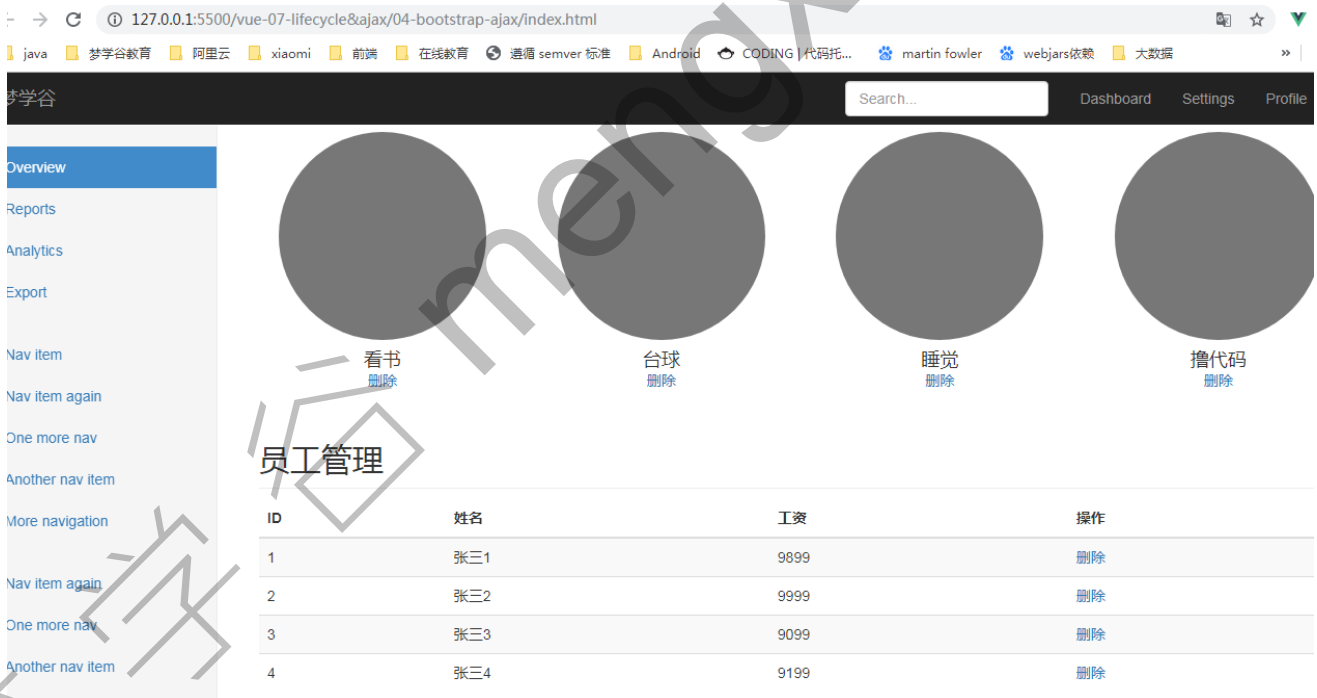 127.0.0.1:5500/vue-07-lifecycle&ajax/04-bootstrap-ajax/index.html
java 梦学谷教育 阿里云 xiaomi 前端 在线教育 遵循 semver 标准 Android CODING | 代码托... martin fowler webjars依赖 大数据 »
梦学谷 Search... Dashboard Settings Profile
Overview
Reports
Analytics
Export
Nav item
Nav item again
One more nav
Another nav item
More navigation
Nav item again
One more nav
Another nav item
看书 台球 睡觉 撸代码
删除 删除 删除 删除
员工管理
ID 姓名 工资 操作
1 张三1 9899 删除
2 张三2 9999 删除
3 张三3 9099 删除
4 张三4 9199 删除
学谷 mengx